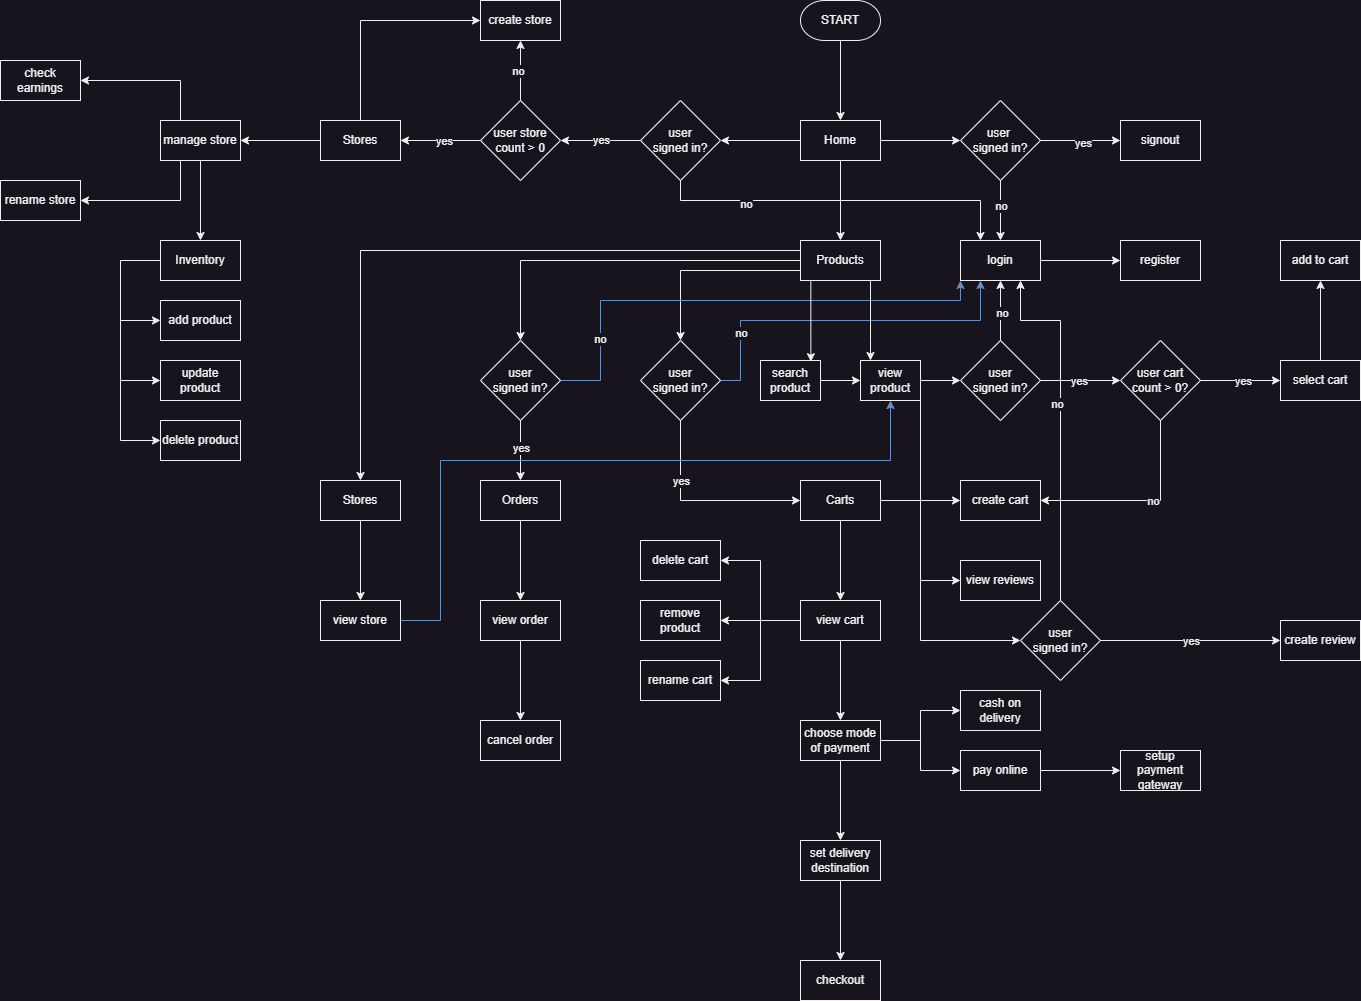 create store
START
no
check
earnings
manage store
Stores
yes
user store
count > 0
yes
user
signed in?
Home
user
signed in?
yes
signout
rename store
no
no
Inventory
Products
login
register
add to cart
add product
no
no
no
update
product
user
signed in?
user
signed in?
search
product
view
product
user
signed in?
yes
user cart
count > 0?
yes
select cart
no
delete product
yes
yes
Stores
Orders
Carts
create cart
no
delete cart
view reviews
view store
view order
remove
product
view cart
user
signed in?
yes
create review
rename cart
cash on
delivery
cancel order
choose mode
of payment
pay online
setup
payment
gateway
set delivery
destination
checkout